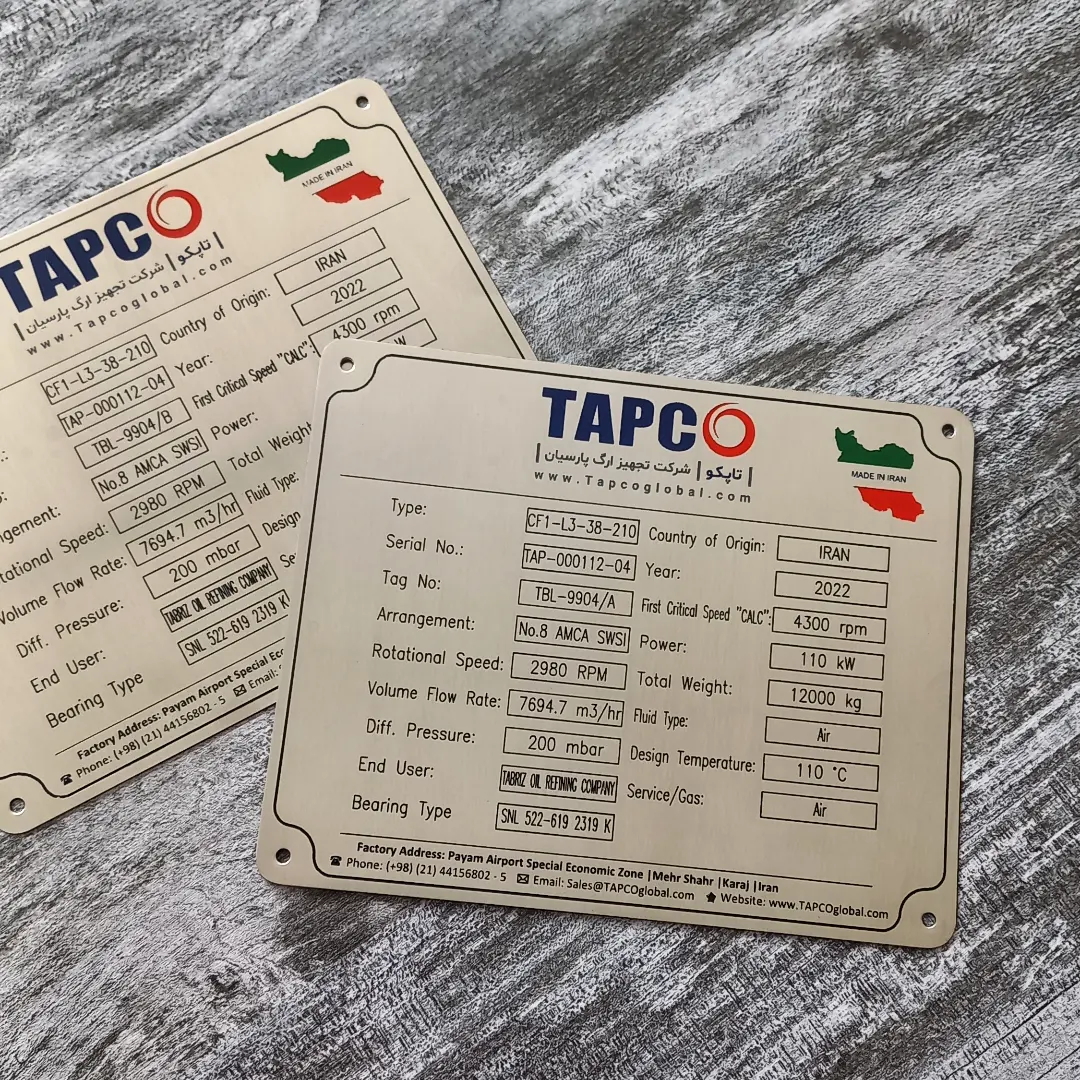 TAPCO
MADE IN IRAN
| تاپکو | شرکت تجهیز ارگ پارسیان |
www.Tapcoglobal.com
CF1-L3-38-210 Country of Origin: IRAN
TAP-000112-04 Year: 2022
TBL-9904/B First Critical Speed "CALC": 4300 rpm
No.8 AMCA SWSI Power: W
Rotational Speed: 2980 RPM Total Weight
Volume Flow Rate: 7694.7 m3/hr Fluid Type:
Diff. Pressure: 200 mbar Design
End User: TABRIZ OIL REFINING COMPANY
Bearing Type SNL 522-619 2319 K
Factory Address: Payam Airport Special
Phone: (+98) (21) 44156802 - 5 Email:
TAPCO
MADE IN IRAN
| تاپکو | شرکت تجهیز ارگ پارسیان |
www.Tapcoglobal.com
Type: CF1-L3-38-210 Country of Origin: IRAN
Serial No.: TAP-000112-04 Year: 2022
Tag No: TBL-9904/A First Critical Speed "CALC": 4300 rpm
Arrangement: No.8 AMCA SWSI Power: 110 kW
Rotational Speed: 2980 RPM Total Weight: 12000 kg
Volume Flow Rate: 7694.7 m3/hr Fluid Type: Air
Diff. Pressure: 200 mbar Design Temperature: 110 °C
End User: TABRIZ OIL REFINING COMPANY Service/Gas: Air
Bearing Type SNL 522-619 2319 K
Factory Address: Payam Airport Special Economic Zone |Mehr Shahr |Karaj |Iran
Phone: (+98) (21) 44156802 - 5 Email: Sales@TAPCOglobal.com Website: www.TAPCOglobal.com